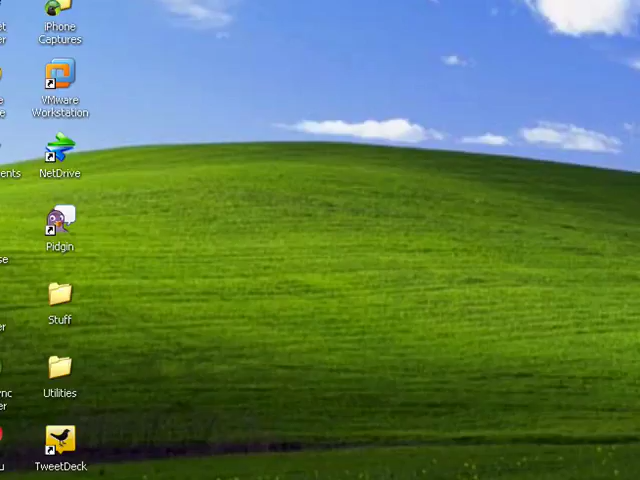 iPhone
Captures
VMware
Workstation
NetDrive
Pidgin
Stuff
Utilities
TweetDeck